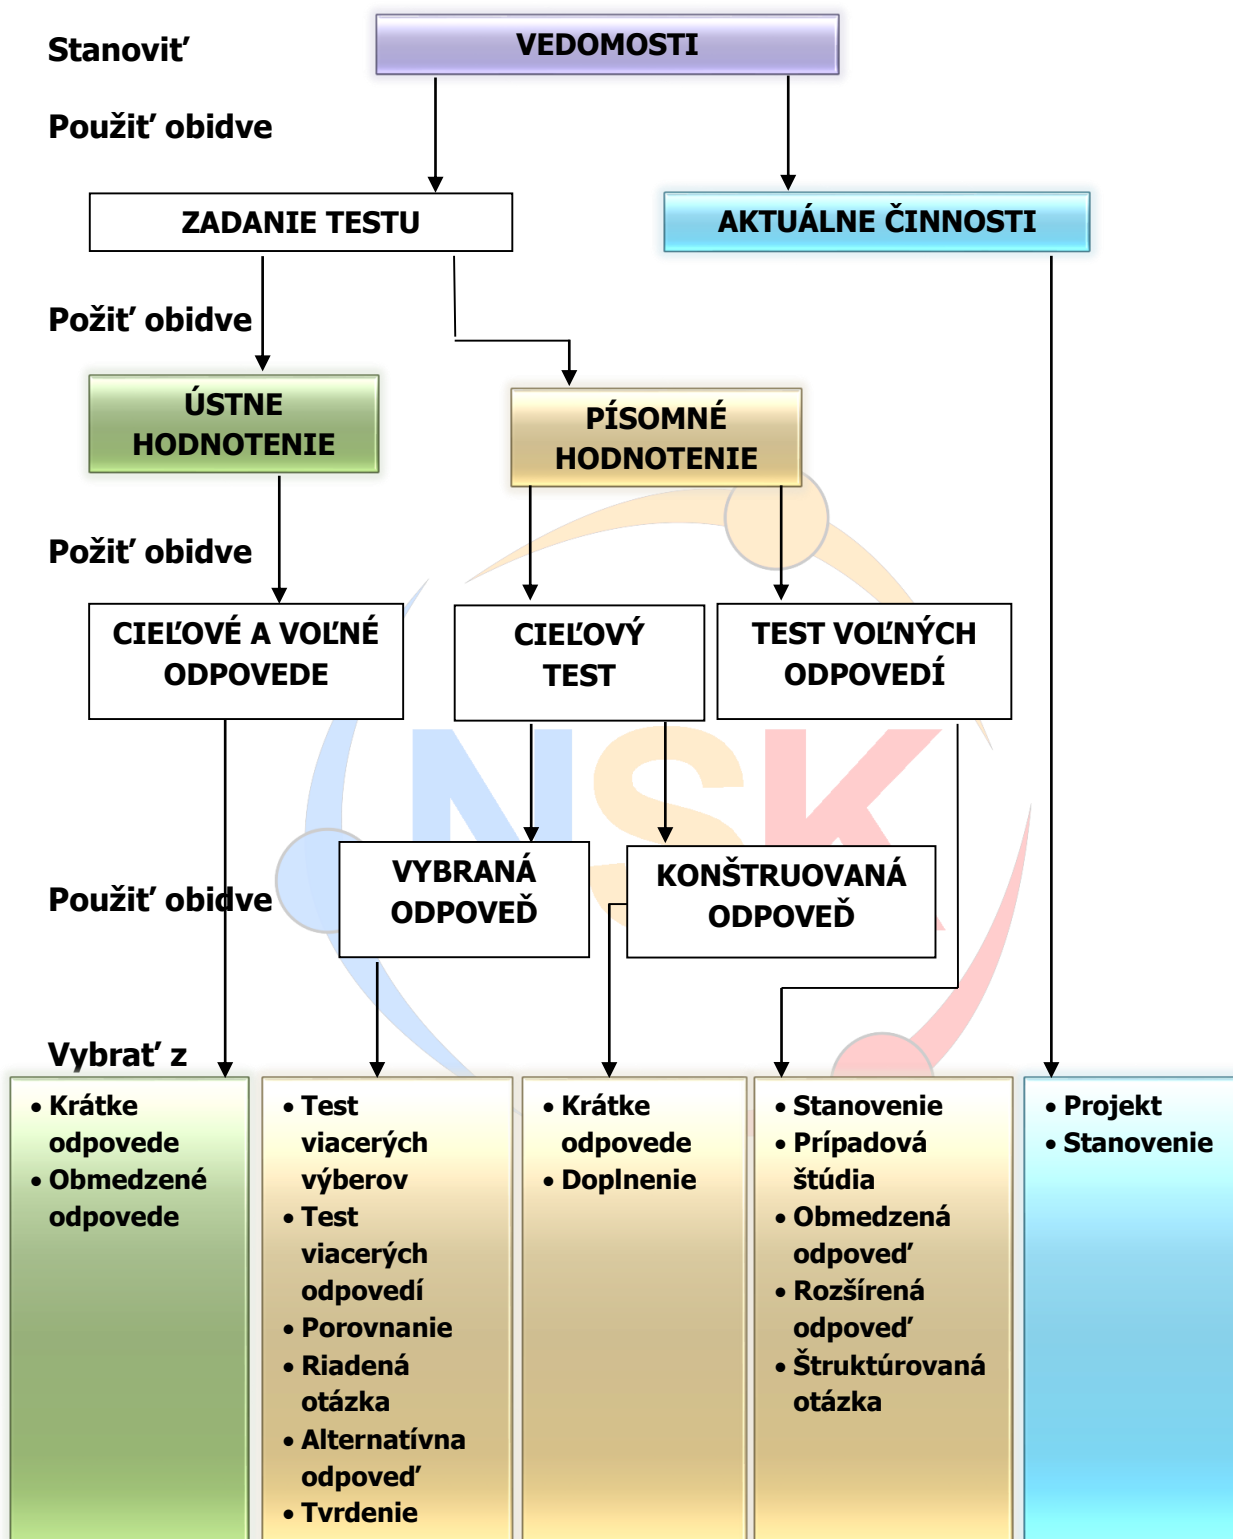 Stanoviť
VEDOMOSTI
Použiť obidve
ZADANIE TESTU
AKTUÁLNE ČINNOSTI
Požiť obidve
ÚSTNE
HODNOTENIE
PÍSOMNÉ
HODNOTENIE
Požiť obidve
CIEĽOVÉ A VOĽNÉ
ODPOVEDE
CIEĽOVÝ
TEST
TEST VOĽNÝCH
ODPOVEDÍ
NSK
VYBRANÁ
ODPOVEĎ
KONŠTRUOVANÁ
ODPOVEĎ
Použiť obidve
Vybrať z
• Krátke
odpovede
• Obmedzené
odpovede
• Test
viacerých
výberov
• Test
viacerých
odpovedí
• Porovnanie
• Riadená
otázka
• Alternatívna
odpoveď
• Tvrdenie
• Krátke
odpovede
• Doplnenie
• Stanovenie
• Prípadová
štúdia
• Obmedzená
odpoveď
• Rozšírená
odpoveď
• Štruktúrovaná
otázka
• Projekt
• Stanovenie